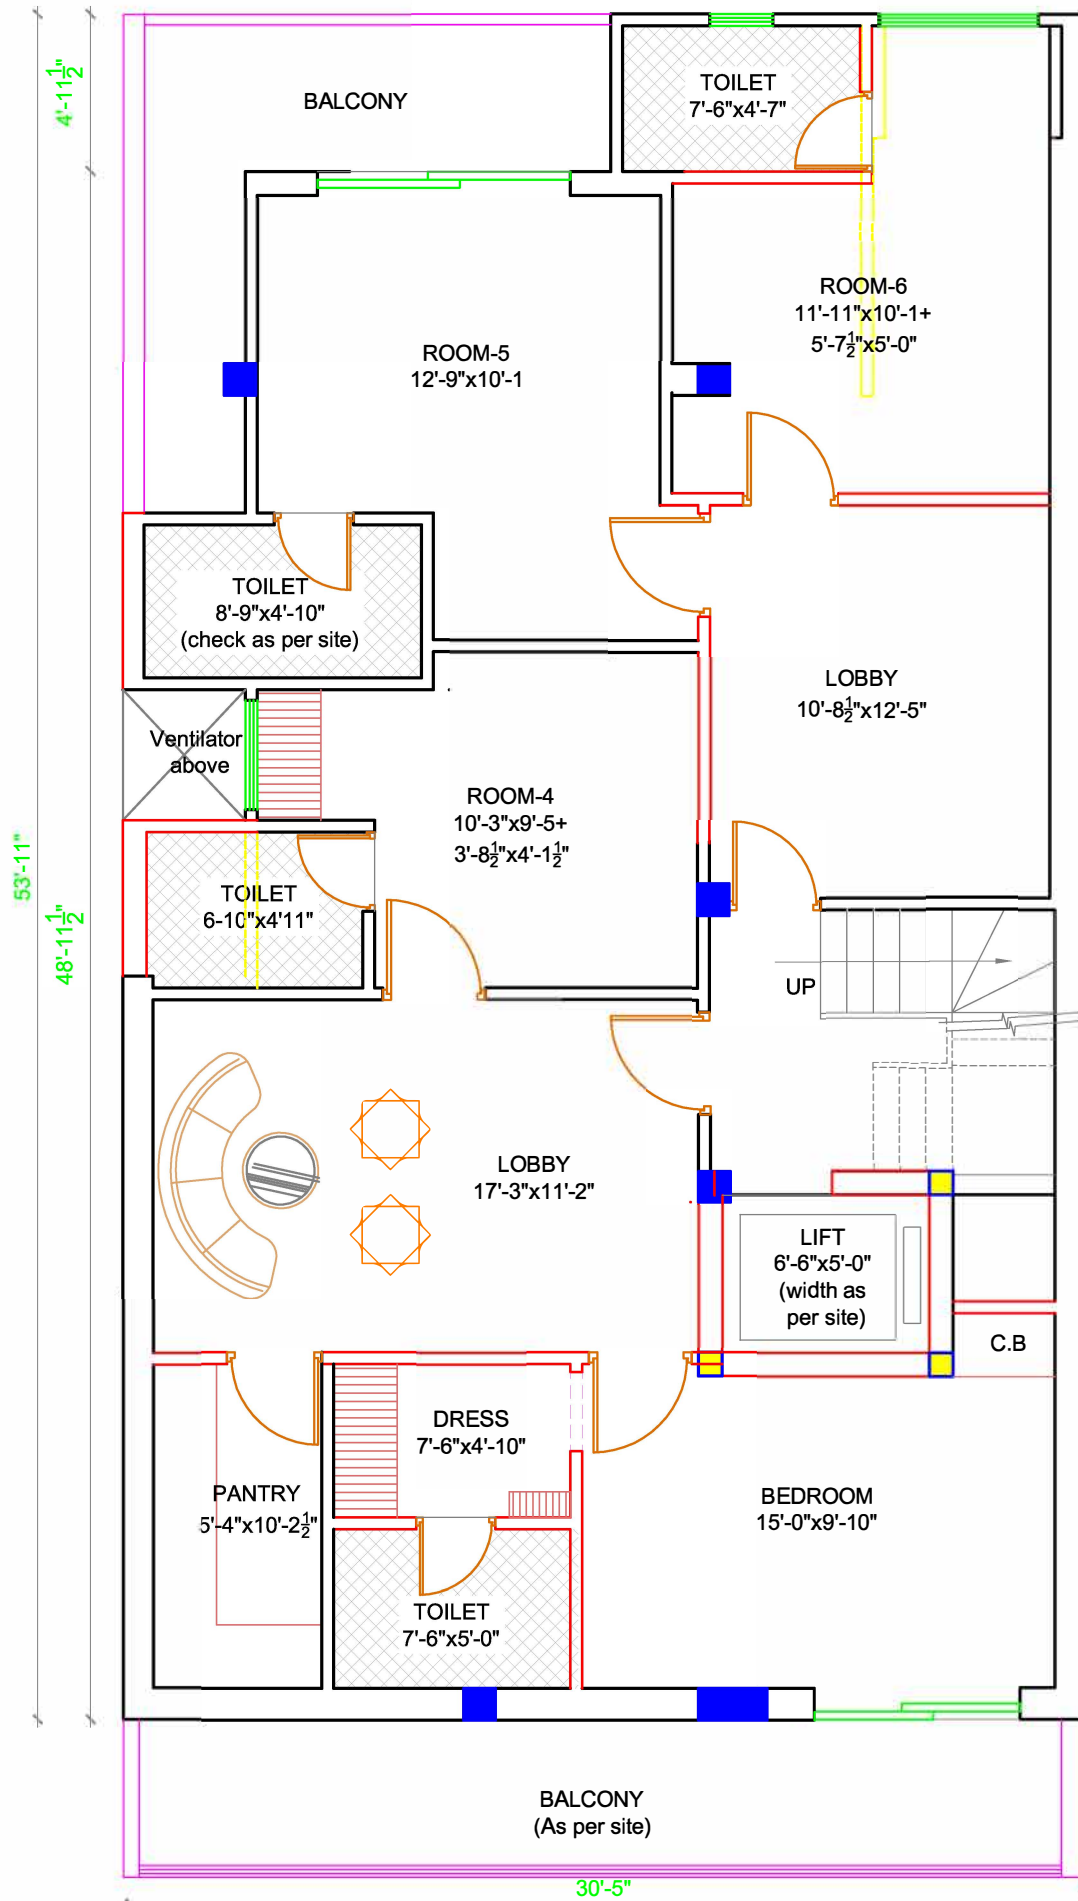 BALCONY
4'-11½"
TOILET
7'-6"x4'-7"
ROOM-6
11'-11"x10'-1+
5'-7½"x5'-0"
ROOM-5
12'-9"x10'-1
TOILET
8'-9"x4'-10"
(check as per site)
LOBBY
10'-8½"x12'-5"
Ventilator
above
ROOM-4
10'-3"x9'-5+
3'-8½"x4'-1½"
53'-11"
48'-11½"
TOILET
6-10"x4'11"
UP
LOBBY
17'-3"x11'-2"
LIFT
6'-6"x5'-0"
(width as
per site)
C.B
DRESS
7'-6"x4'-10"
PANTRY
5'-4"x10'-2½"
BEDROOM
15'-0"x9'-10"
TOILET
7'-6"x5'-0"
BALCONY
(As per site)
30'-5"